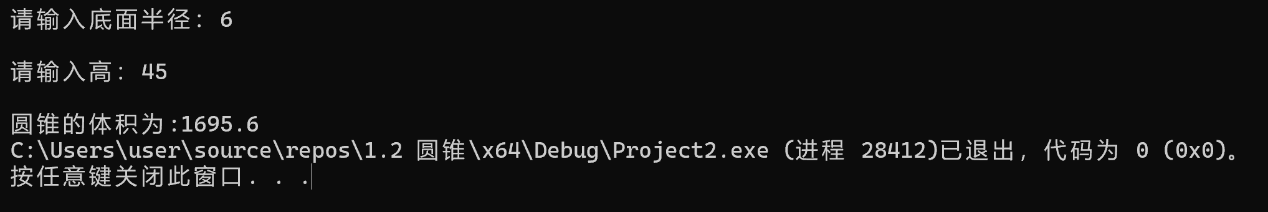 请输入底面半径: 6
请输入高: 45
圆锥的体积为:1695.6
C:\Users\user\source\repos\1.2 圆锥\x64\Debug\Project2.exe (进程 28412)已退出，代码为 0 (0x0)。
按任意键关闭此窗口. . .